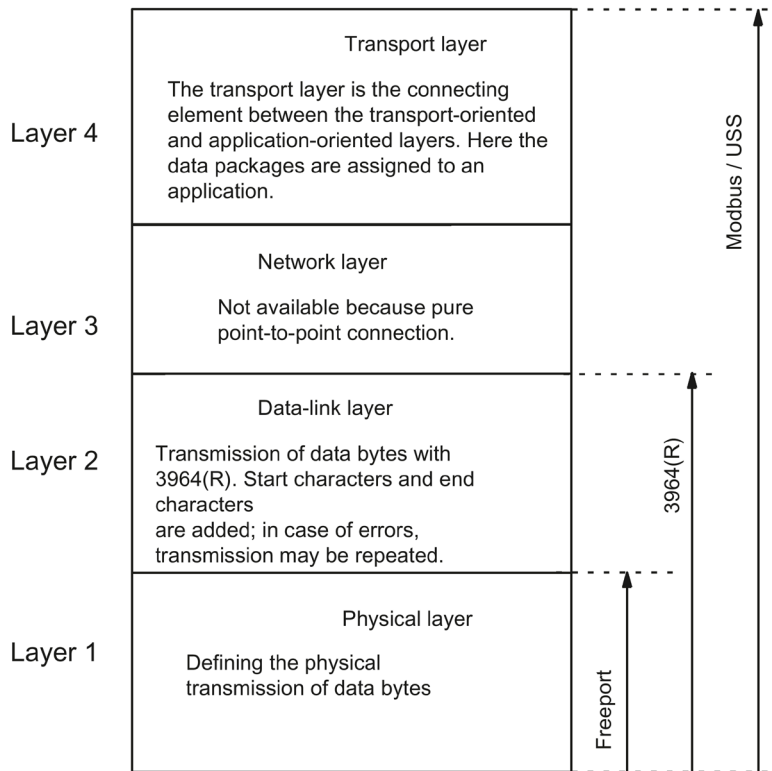 Transport layer
Layer 4
The transport layer is the connecting
element between the transport-oriented
and application-oriented layers. Here the
data packages are assigned to an
application.
Network layer
Layer 3
Not available because pure
point-to-point connection.
Data-link layer
Layer 2
Transmission of data bytes with
3964(R). Start characters and end
characters
are added; in case of errors,
transmission may be repeated.
Physical layer
Layer 1
Defining the physical
transmission of data bytes
Freeport
3964(R)
Modbus / USS